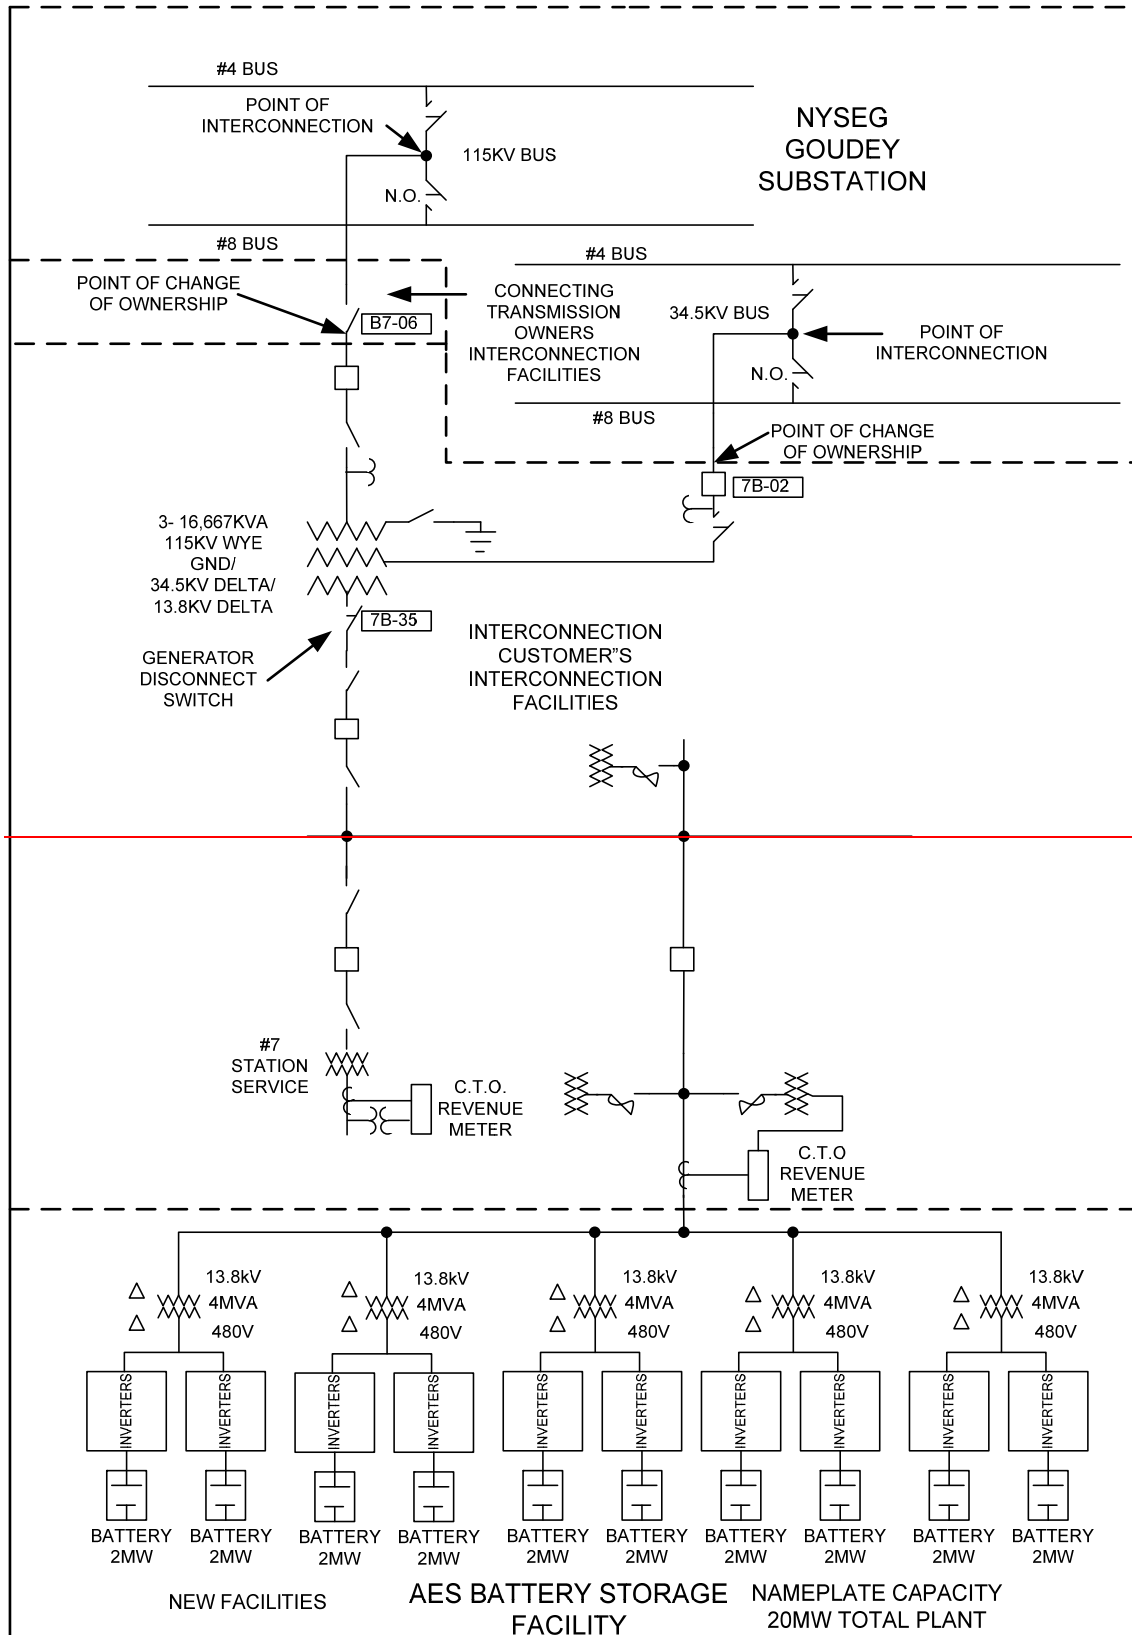 #4 BUS
POINT OF
INTERCONNECTION
115KV BUS
N.O.
#8 BUS
NYSEG
GOUDEY
SUBSTATION
POINT OF CHANGE
OF OWNERSHIP
B7-06
CONNECTING
TRANSMISSION
OWNERS
INTERCONNECTION
FACILITIES
#4 BUS
34.5KV BUS
POINT OF
INTERCONNECTION
N.O.
#8 BUS
POINT OF CHANGE
OF OWNERSHIP
7B-02
3- 16,667KVA
115KV WYE
GND/
34.5KV DELTA/
13.8KV DELTA
7B-35
GENERATOR
DISCONNECT
SWITCH
INTERCONNECTION
CUSTOMER"S
INTERCONNECTION
FACILITIES
#7
STATION
SERVICE
C.T.O.
REVENUE
METER
C.T.O
REVENUE
METER
13.8kV
4MVA
480V
13.8kV
4MVA
480V
13.8kV
4MVA
480V
13.8kV
4MVA
480V
13.8kV
4MVA
480V
INVERTERS
INVERTERS
INVERTERS
INVERTERS
INVERTERS
INVERTERS
INVERTERS
INVERTERS
INVERTERS
INVERTERS
BATTERY
2MW
BATTERY
2MW
BATTERY
2MW
BATTERY
2MW
BATTERY
2MW
BATTERY
2MW
BATTERY
2MW
BATTERY
2MW
BATTERY
2MW
BATTERY
2MW
NEW FACILITIES
AES BATTERY STORAGE
FACILITY
NAMEPLATE CAPACITY
20MW TOTAL PLANT